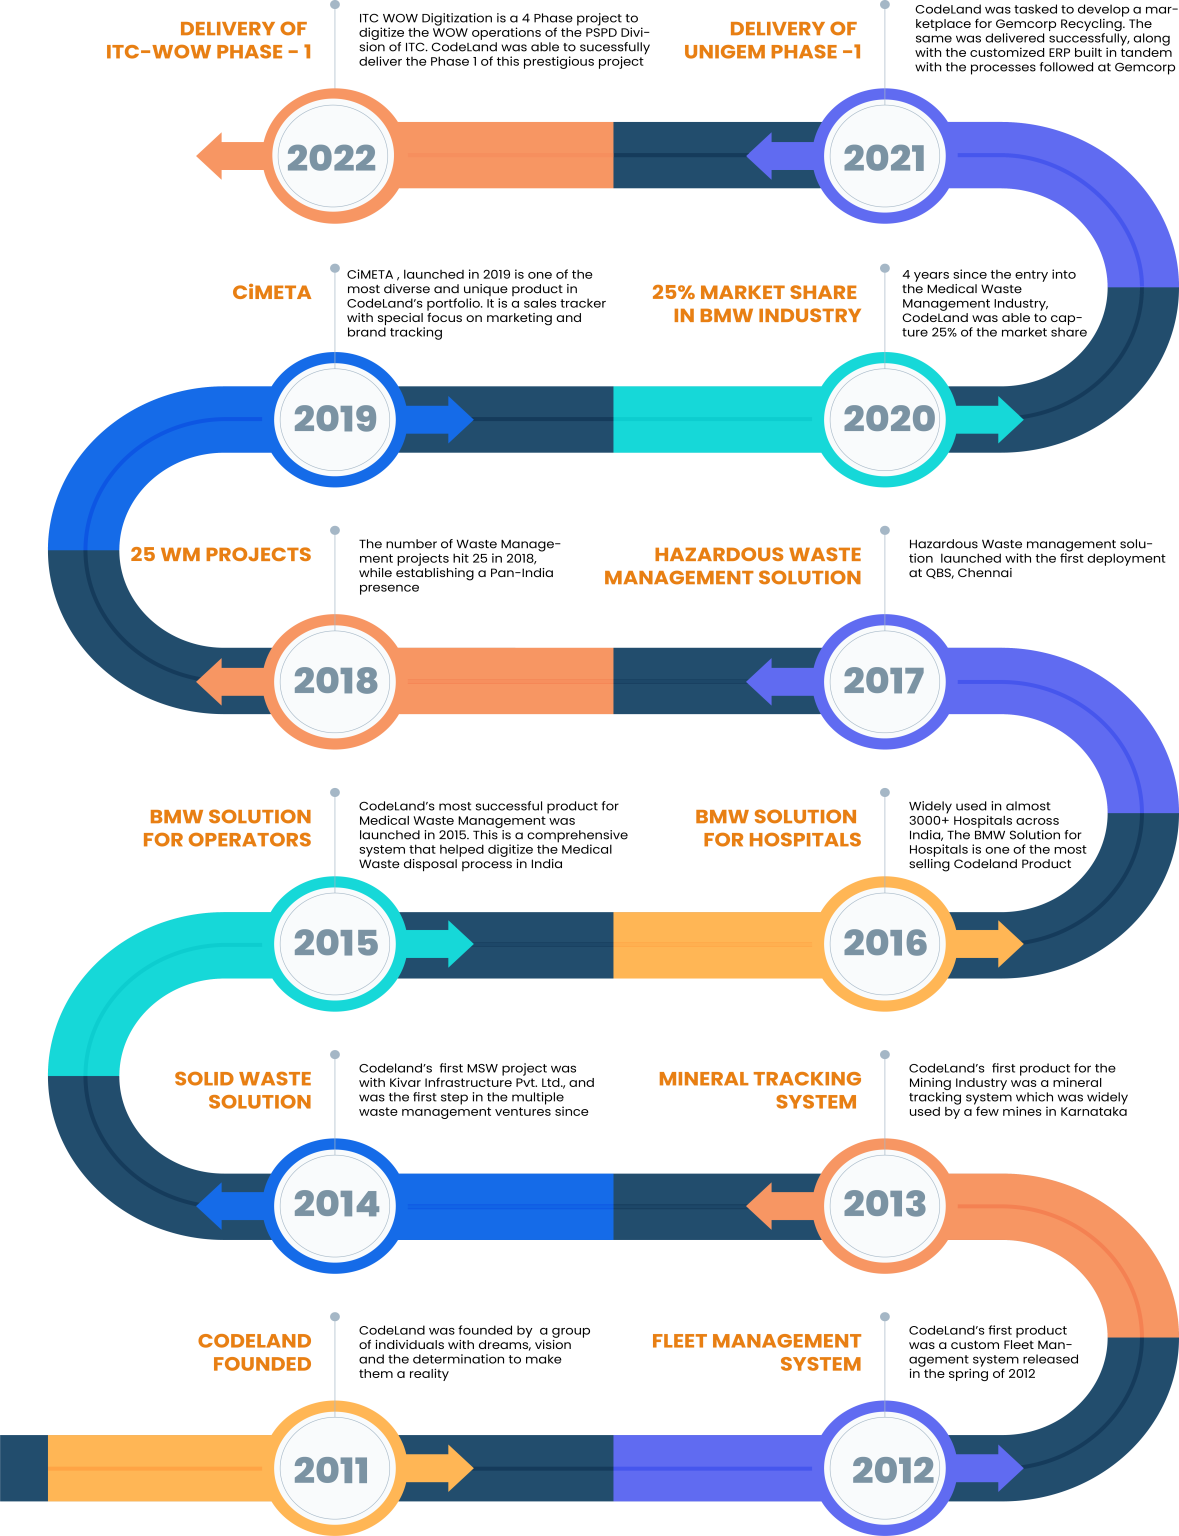 DELIVERY OF
ITC-WOW PHASE - 1
ITC WOW Digitization is a 4 Phase project to
digitize the WOW operations of the PSPD Divi-
sion of ITC. CodeLand was able to sucessfully
deliver the Phase 1 of this prestigious project
2022
DELIVERY OF
UNIGEM PHASE -1
CodeLand was tasked to develop a mar-
ketplace for Gemcorp Recycling. The
same was delivered successfully, along
with the customized ERP built in tandem
with the processes followed at Gemcorp
2021
CiMETA
CiMETA , launched in 2019 is one of the
most diverse and unique product in
CodeLand's portfolio. It is a sales tracker
with special focus on marketing and
brand tracking
2019
25% MARKET SHARE
IN BMW INDUSTRY
4 years since the entry into
the Medical Waste
Management Industry,
CodeLand was able to cap-
ture 25% of the market share
2020
25 WM PROJECTS
The number of Waste Manage-
ment projects hit 25 in 2018,
while establishing a Pan-India
presence
2018
HAZARDOUS WASTE
MANAGEMENT SOLUTION
Hazardous Waste management solu-
tion  launched with the first deployment
at QBS, Chennai
2017
BMW SOLUTION
FOR OPERATORS
CodeLand's most successful product for
Medical Waste Management was
launched in 2015. This is a comprehensive
system that helped digitize the Medical
Waste disposal process in India
2015
BMW SOLUTION
FOR HOSPITALS
Widely used in almost
3000+ Hospitals across
India, The BMW Solution for
Hospitals is one of the most
selling Codeland Product
2016
SOLID WASTE
SOLUTION
Codeland's  first MSW project was
with Kivar Infrastructure Pvt. Ltd., and
was the first step in the multiple
waste management ventures since
2014
MINERAL TRACKING
SYSTEM
CodeLand's  first product for the
Mining Industry was a mineral
tracking system which was widely
used by a few mines in Karnataka
2013
CODELAND
FOUNDED
CodeLand was founded by  a group
of individuals with dreams, vision
and the determination to make
them a reality
2011
FLEET MANAGEMENT
SYSTEM
CodeLand's first product
was a custom Fleet Man-
agement system released
in the spring of 2012
2012